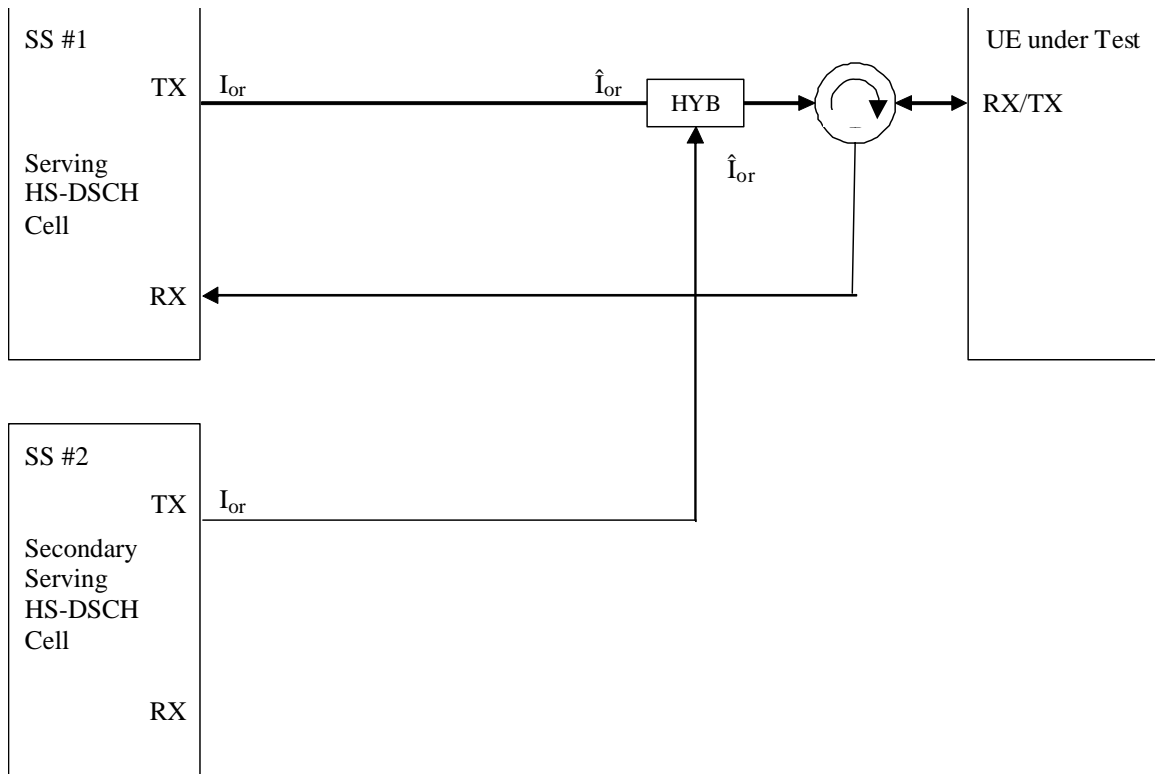 SS #1
UE under Test
TX
I_or
Î_or
HYB
RX/TX
Serving
HS-DSCH
Cell
Î_or
RX
SS #2
TX
I_or
Secondary
Serving
HS-DSCH
Cell
RX